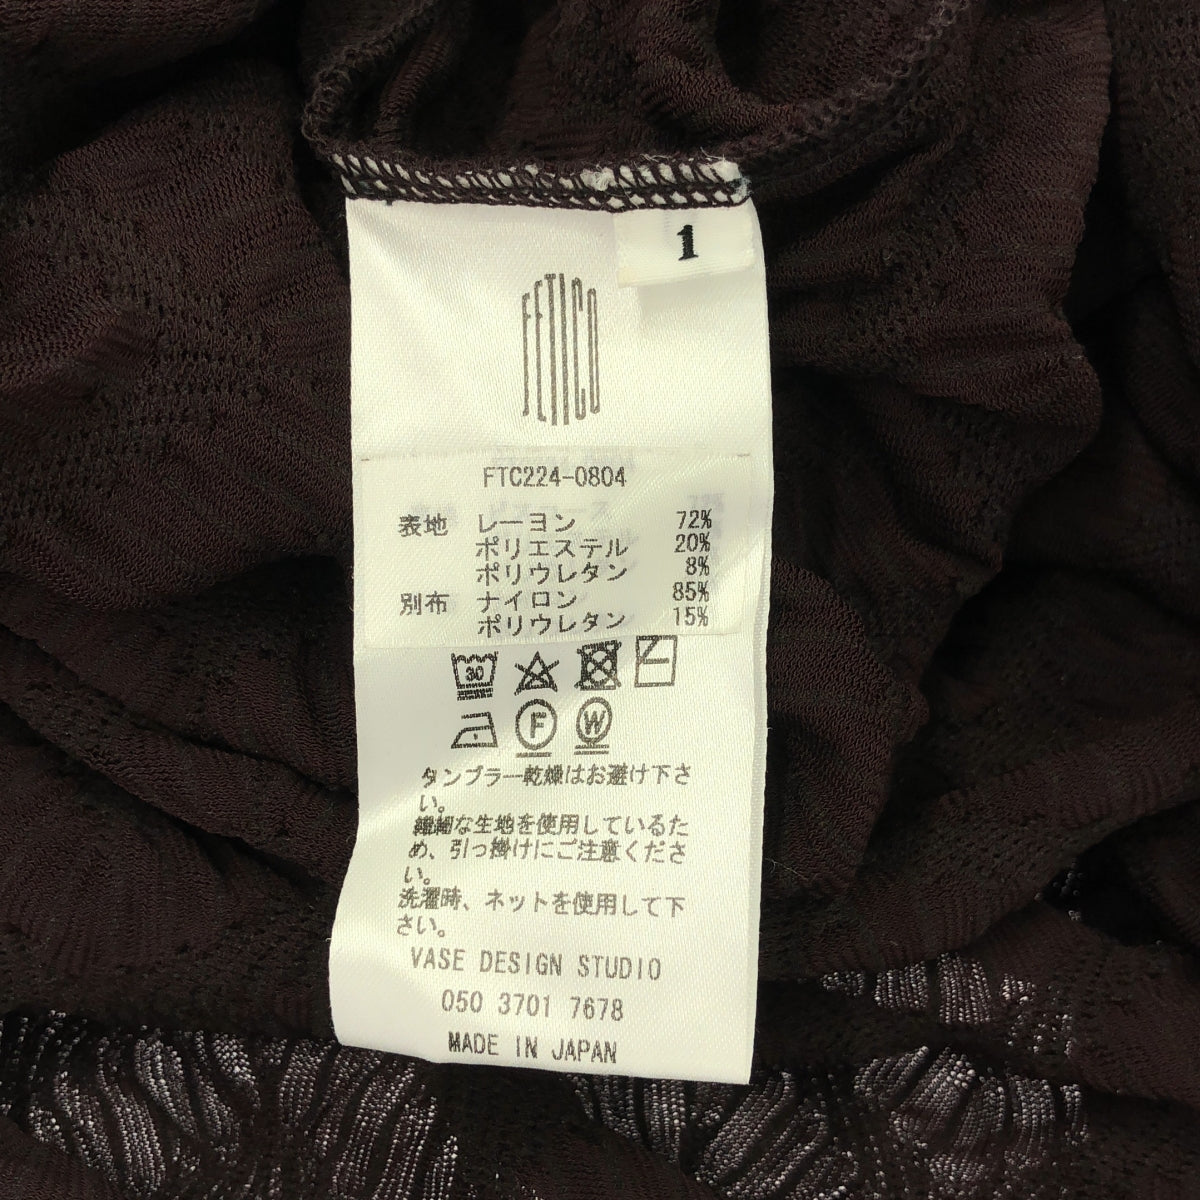 1
FETICO
FTC224-0804
表地 レーヨン 72%
ポリエステル 20%
ポリウレタン 8%
別布 ナイロン 85%
ポリウレタン 15%
30
F W
タンブラー乾燥はお避け下さ
い。
繊細な生地を使用しているた
め、引っ掛けにご注意くださ
い。
洗濯時、ネットを使用して下
さい。
VASE DESIGN STUDIO
050 3701 7678
MADE IN JAPAN